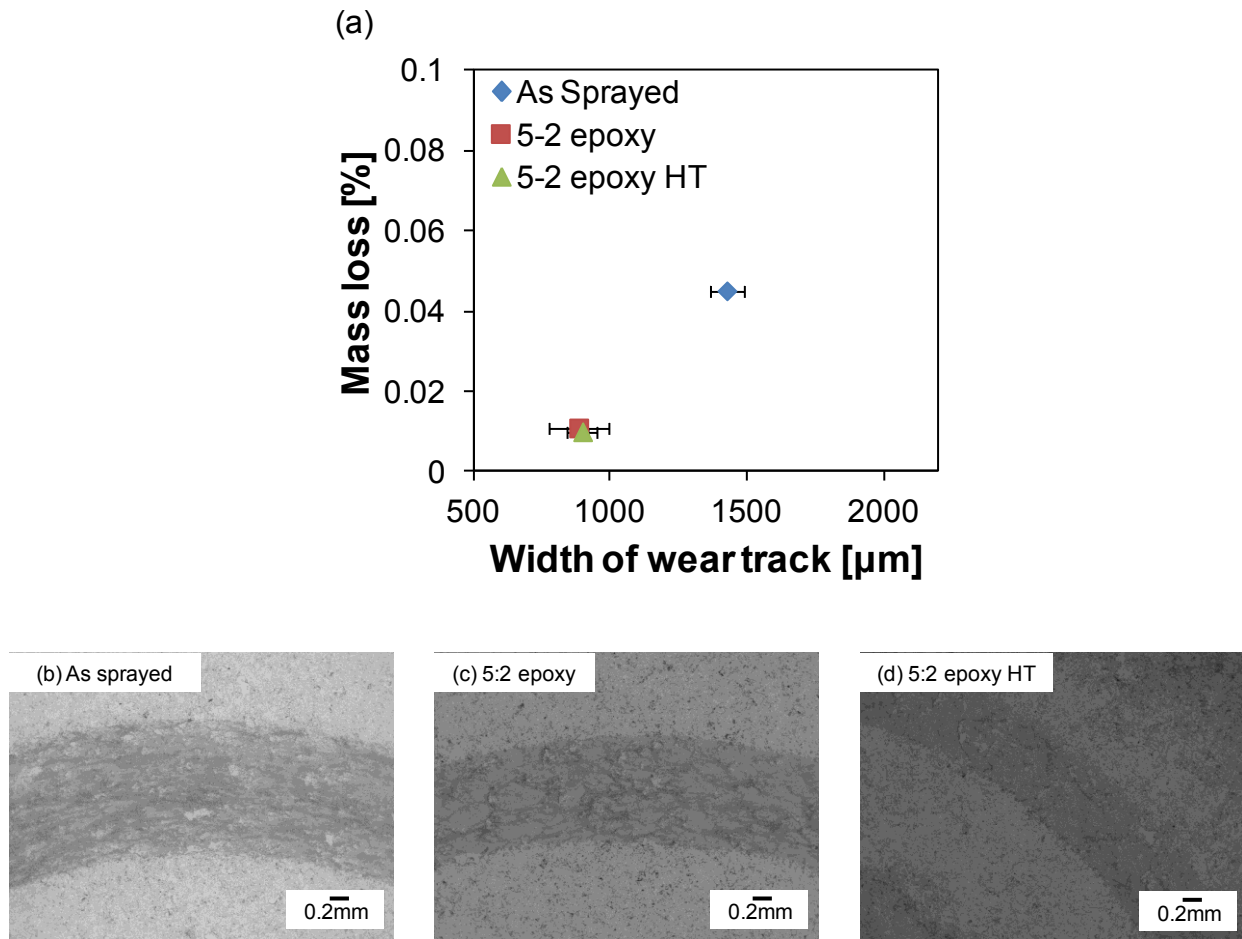 (a)
0.1
0.08
0.06
0.04
0.02
0
Mass loss [%]
As Sprayed
5-2 epoxy
5-2 epoxy HT
500 1000 1500 2000
Width of wear track [µm]
(b) As sprayed
0.2mm
(c) 5:2 epoxy
0.2mm
(d) 5:2 epoxy HT
0.2mm